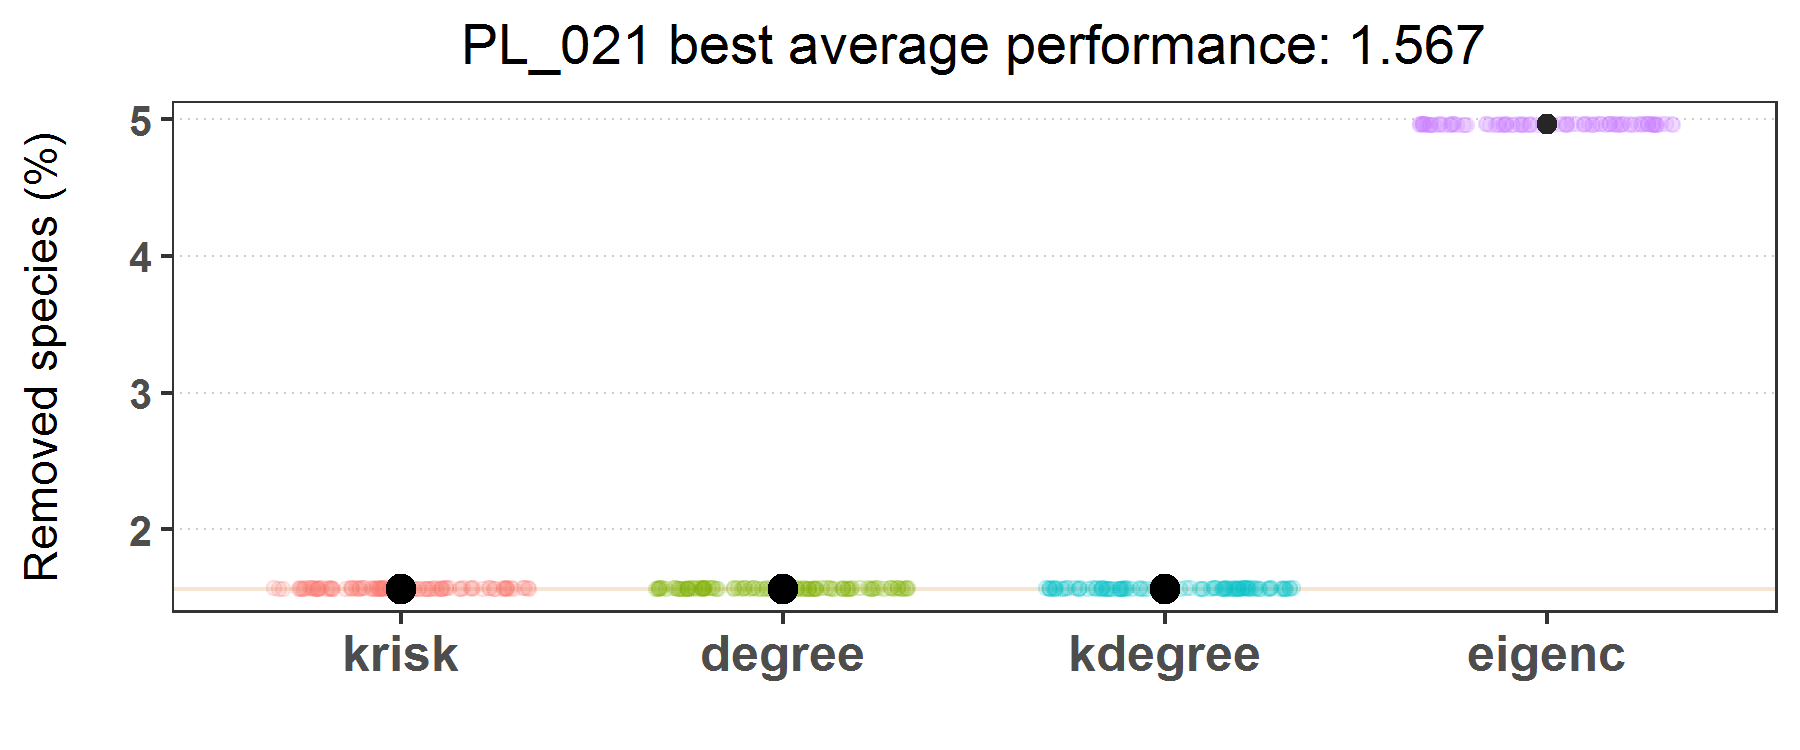 PL_021 best average performance: 1.567
Removed species (%)
5
4
3
2
krisk degree kdegree eigenc